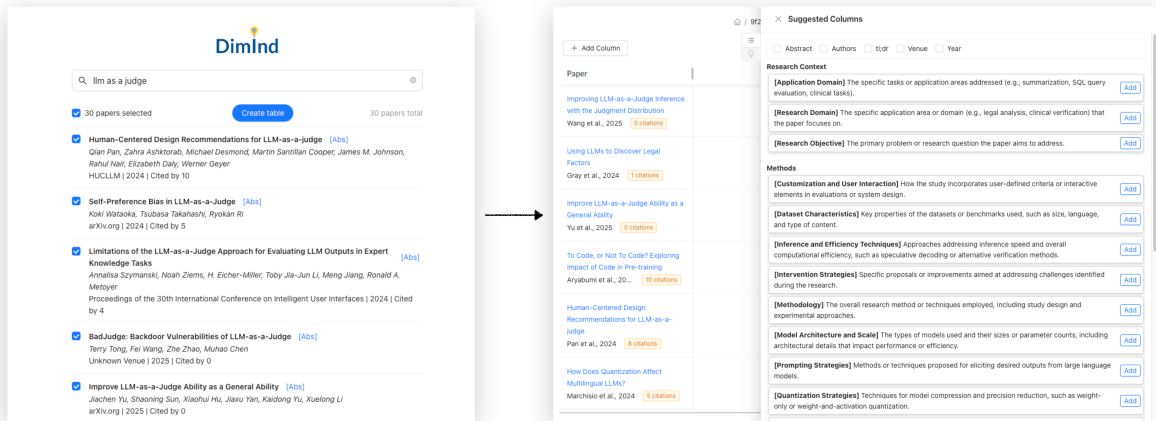 DimInd
llm as a judge
30 papers selected
Create table
30 papers total
Human-Centered Design Recommendations for LLM-as-a-judge [Abs]
Qian Pan, Zahra Ashktorab, Michael Desmond, Martin Santillan Cooper, James M. Johnson,
Rahul Nair, Elizabeth Daly, Werner Geyer
HUCLLM | 2024 | Cited by 10
Self-Preference Bias in LLM-as-a-Judge [Abs]
Koki Wataoka, Tsubasa Takahashi, Ryokan Ri
arXiv.org | 2024 | Cited by 5
Limitations of the LLM-as-a-Judge Approach for Evaluating LLM Outputs in Expert
Knowledge Tasks
[Abs]
Annalisa Szymanski, Noah Ziems, H. Eicher-Miller, Toby Jia-Jun Li, Meng Jiang, Ronald A.
Metoyer
Proceedings of the 30th International Conference on Intelligent User Interfaces | 2024 | Cited
by 4
BadJudge: Backdoor Vulnerabilities of LLM-as-a-Judge [Abs]
Terry Tong, Fei Wang, Zhe Zhao, Muhao Chen
Unknown Venue | 2025 | Cited by 0
Improve LLM-as-a-Judge Ability as a General Ability [Abs]
Jiachen Yu, Shaoning Sun, Xiaohui Hu, Jiaxu Yan, Kaidong Yu, Xuelong Li
arXiv.org | 2025 | Cited by 0
/ 9f2
+ Add Column
Paper
Improving LLM-as-a-Judge Inference
with the Judgment Distribution
Wang et al., 2025 0 citations
Using LLMs to Discover Legal
Factors
Gray et al., 2024 1 citations
Improve LLM-as-a-Judge Ability as a
General Ability
Yu et al., 2025 0 citations
To Code, or Not To Code? Exploring
Impact of Code in Pre-training
Aryabumi et al., 20... 10 citations
Human-Centered Design
Recommendations for LLM-as-a-
judge
Pan et al., 2024 8 citations
How Does Quantization Affect
Multilingual LLMs?
Marchisio et al., 2024 5 citations
Suggested Columns
Abstract Authors tl;dr Venue Year
Research Context
[Application Domain] The specific tasks or application areas addressed (e.g., summarization, SQL query
evaluation, clinical tasks).
Add
[Research Domain] The specific application area or domain (e.g., legal analysis, clinical verification) that
the paper focuses on.
Add
[Research Objective] The primary problem or research question the paper aims to address.
Add
Methods
[Customization and User Interaction] How the study incorporates user-defined criteria or interactive
elements in evaluations or system design.
Add
[Dataset Characteristics] Key properties of the datasets or benchmarks used, such as size, language,
and type of content.
Add
[Inference and Efficiency Techniques] Approaches addressing inference speed and overall
computational efficiency, such as speculative decoding or alternative verification methods.
Add
[Intervention Strategies] Specific proposals or improvements aimed at addressing challenges identified
during the research.
Add
[Methodology] The overall research method or techniques employed, including study design and
experimental approaches.
Add
[Model Architecture and Scale] The types of models used and their sizes or parameter counts, including
architectural details that impact performance or efficiency.
Add
[Prompting Strategies] Methods or techniques proposed for eliciting desired outputs from large language
models.
Add
[Quantization Strategies] Techniques for model compression and precision reduction, such as weight-
only or weight-and-activation quantization.
Add